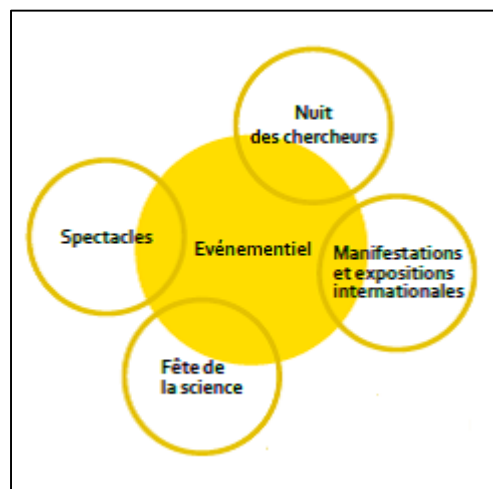 Nuit
des chercheurs
Spectacles
Evénementiel
Manifestations
et expositions
internationales
Fête de
la science